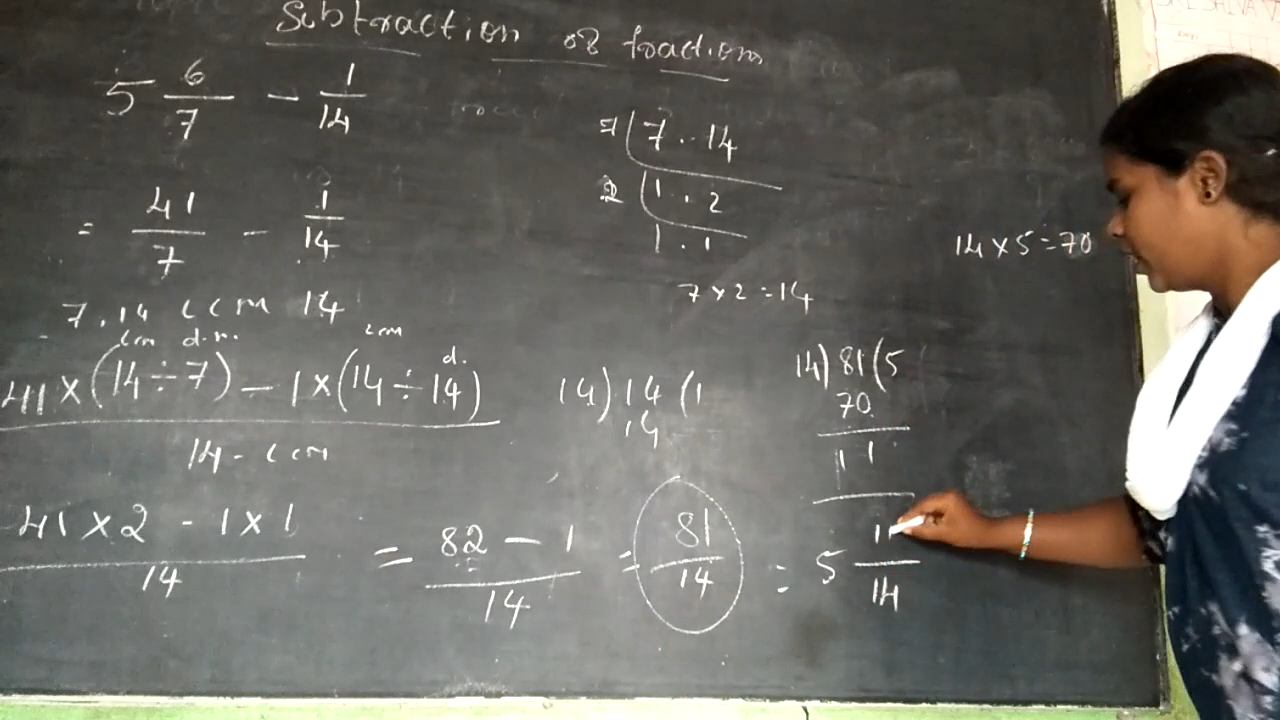 Subtraction of fractions
5 6/7 - 1/14
= 41/7 - 1/14
7, 14 LCM 14
LCM d.r. LCM d.
41 × (14 ÷ 7) - 1 × (14 ÷ 14)
14 - LCM
41 × 2 - 1 × 1 / 14 = 82 - 1 / 14 = 81/14 = 5 11/14
7 ) 7 . 14
2 ) 1 . 2
1 . 1
7 × 2 = 14
14 ) 14 ( 1
14
14 × 5 = 70
14 ) 81 ( 5
70
11